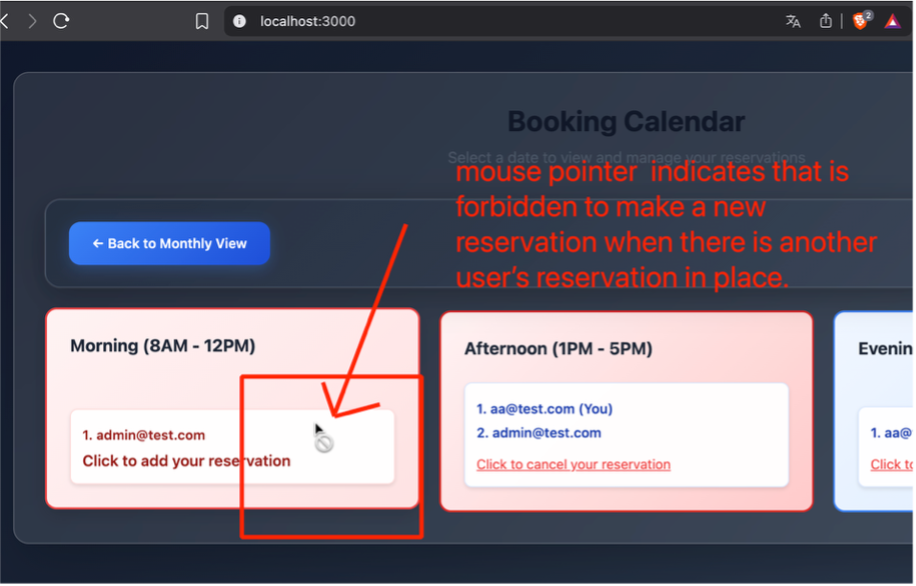 localhost:3000
2
Booking Calendar
Select a date to view and manage your reservations
mouse pointer indicates that is
forbidden to make a new
reservation when there is another
user's reservation in place.
← Back to Monthly View
Morning (8AM - 12PM)
1. admin@test.com
Click to add your reservation
Afternoon (1PM - 5PM)
1. aa@test.com (You)
2. admin@test.com
Click to cancel your reservation
Evenin
1. aa@
Click to